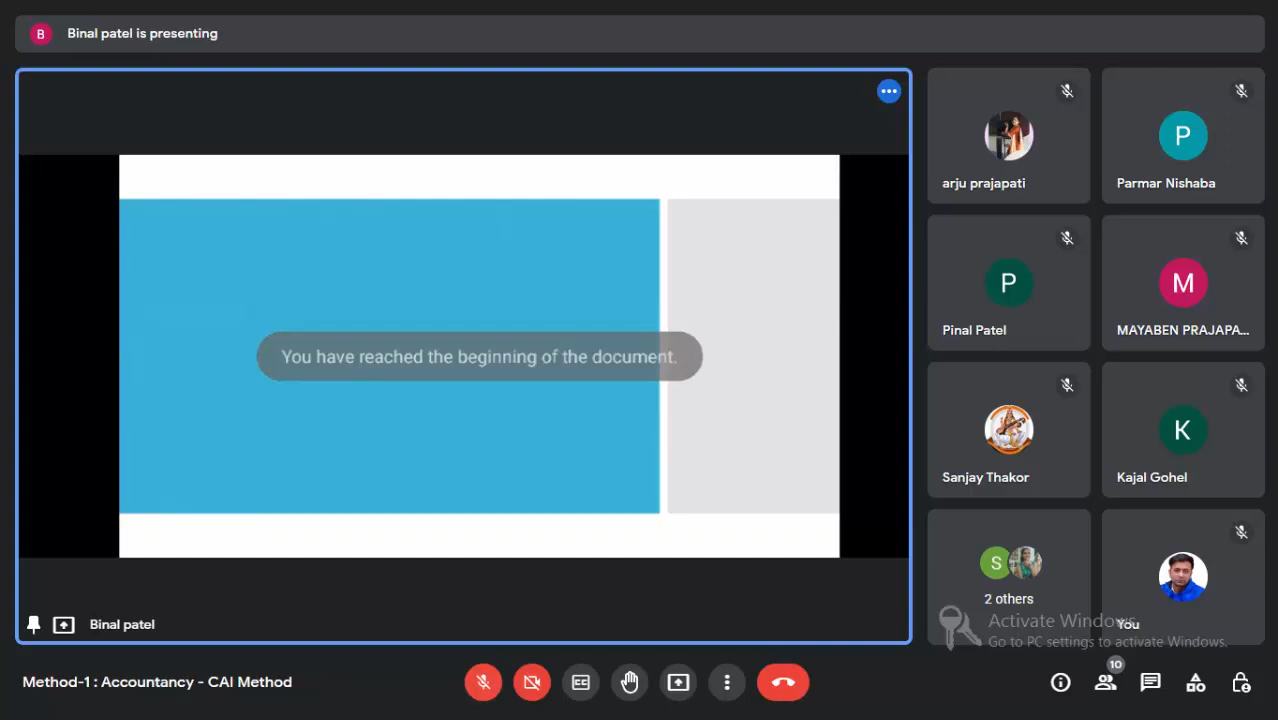 B Binal patel is presenting
You have reached the beginning of the document.
Binal patel
arju prajapati
P
Parmar Nishaba
P
Pinal Patel
M
MAYABEN PRAJAPA...
Sanjay Thakor
K
Kajal Gohel
S
2 others
You
Activate Windows
Go to PC settings to activate Windows.
Method-1 : Accountancy - CAI Method
CC
10